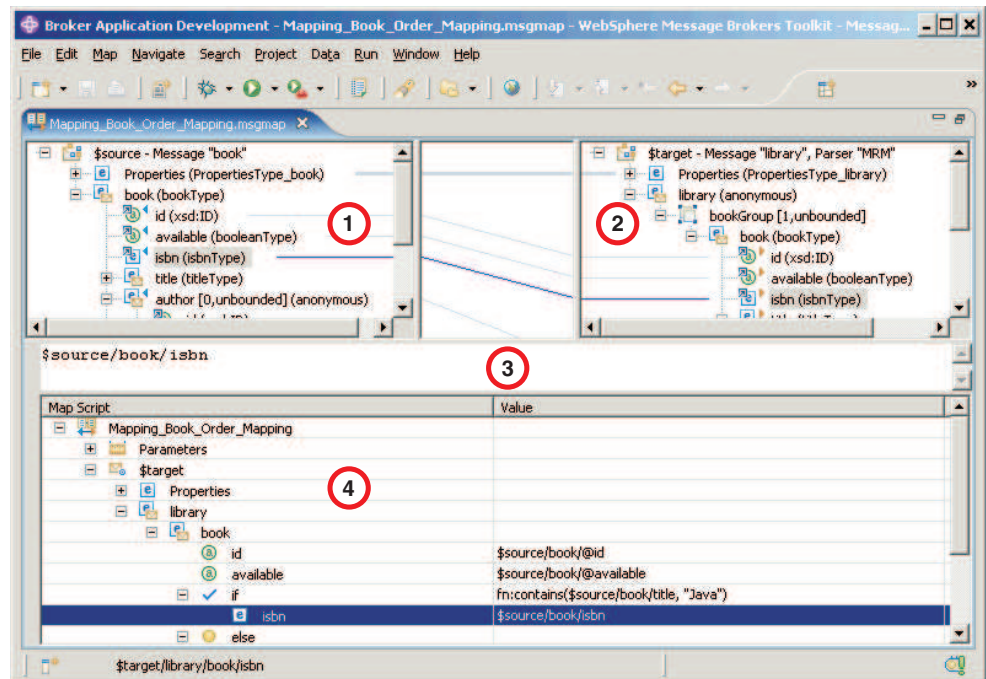 Broker Application Development - Mapping_Book_Order_Mapping.msgmap - WebSphere Message Brokers Toolkit - Messag...
File Edit Map Navigate Search Project Data Run Window Help
Mapping_Book_Order_Mapping.msgmap
$source - Message "book"
Properties (PropertiesType_book)
book (bookType)
id (xsd:ID)
available (booleanType)
isbn (isbnType)
title (titleType)
author [0,unbounded] (anonymous)
1
$target - Message "library", Parser "MRM"
Properties (PropertiesType_library)
library (anonymous)
bookGroup [1,unbounded]
book (bookType)
id (xsd:ID)
available (booleanType)
isbn (isbnType)
2
$source/book/isbn
3
Map Script Value
Mapping_Book_Order_Mapping
Parameters
$target
Properties
4
library
book
id $source/book/@id
available $source/book/@available
if fn:contains($source/book/title, "Java")
isbn $source/book/isbn
else
$target/library/book/isbn